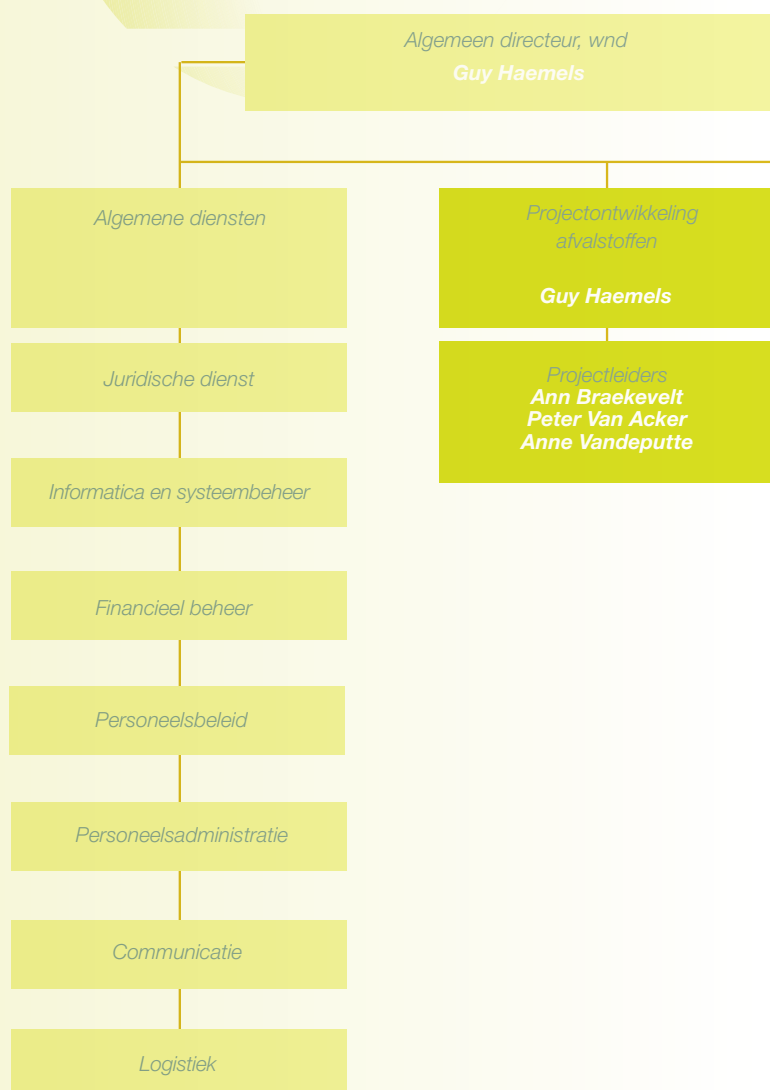 Algemeen directeur, wnd
Guy Haemels
Algemene diensten
Juridische dienst
Informatica en systeembeheer
Financieel beheer
Personeelsbeleid
Personeelsadministratie
Communicatie
Logistiek
Projectontwikkeling
afvalstoffen
Guy Haemels
Projectleiders
Ann Braekevelt
Peter Van Acker
Anne Vandeputte